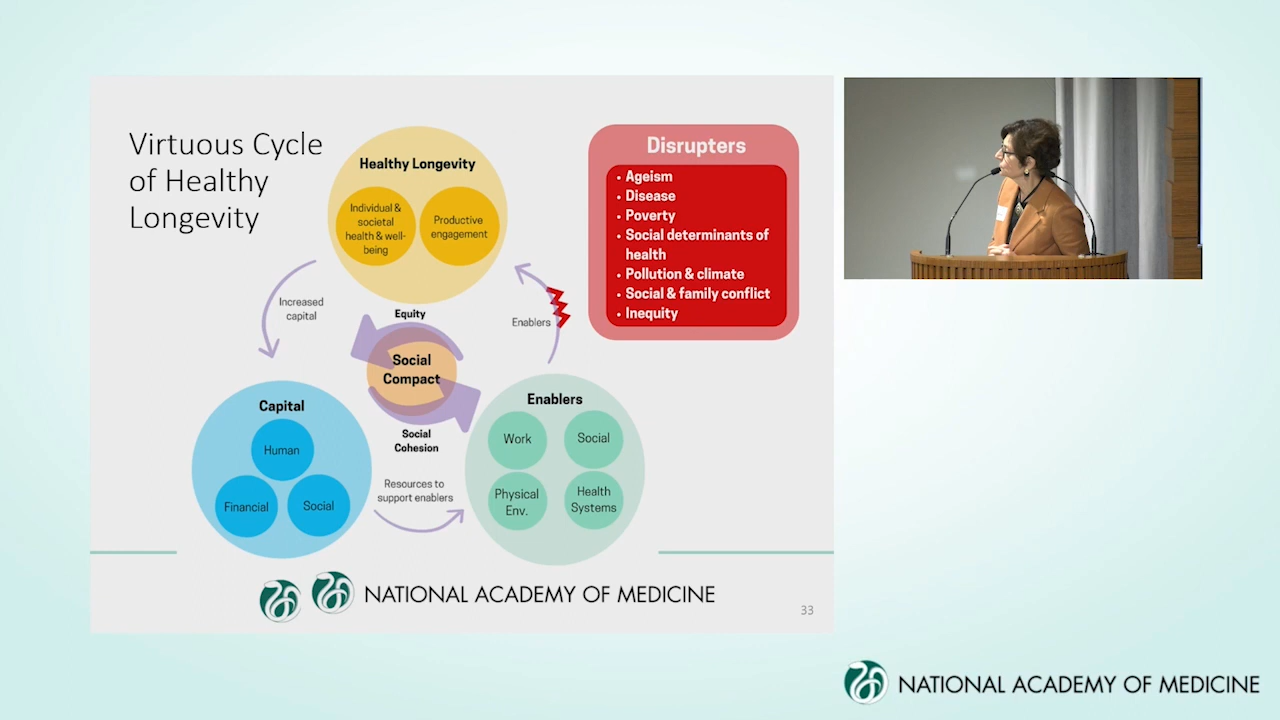 Virtuous Cycle
of Healthy
Longevity
Healthy Longevity
Individual &
societal
health & well-
being
Productive
engagement
Disrupters
• Ageism
• Disease
• Poverty
• Social determinants of
health
• Pollution & climate
• Social & family conflict
• Inequity
Increased
capital
Equity
Enablers
Social
Compact
Social
Cohesion
Capital
Human
Financial
Social
Resources to
support enablers
Enablers
Work
Social
Physical
Env.
Health
Systems
NATIONAL ACADEMY OF MEDICINE
33
NATIONAL ACADEMY OF MEDICINE